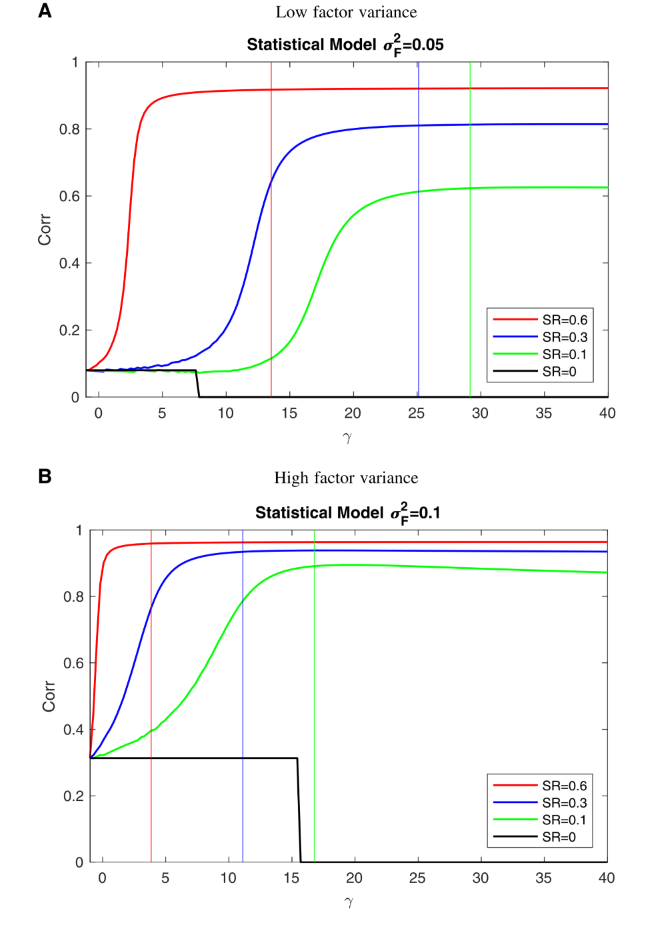 A
Low factor variance
Statistical Model σ²F=0.05
1
0.8
0.6
0.4
0.2
0
Corr
SR=0.6
SR=0.3
SR=0.1
SR=0
0 5 10 15 20 25 30 35 40
γ
B
High factor variance
Statistical Model σ²F=0.1
1
0.8
0.6
0.4
0.2
0
Corr
SR=0.6
SR=0.3
SR=0.1
SR=0
0 5 10 15 20 25 30 35 40
γ